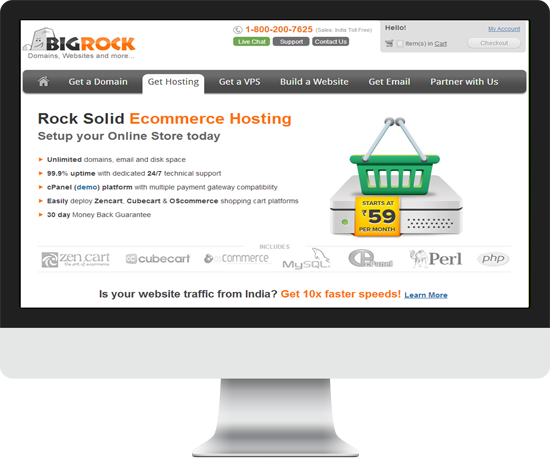 BIGROCK
Domains, Websites and more...
1-800-200-7625 (Sales: India Toll Free)
Live Chat Support Contact Us
Hello! My Account
Item(s) in Cart Checkout
Get a Domain Get Hosting Get a VPS Build a Website Get Email Partner with Us
Rock Solid Ecommerce Hosting
Setup your Online Store today
Unlimited domains, email and disk space
99.9% uptime with dedicated 24/7 technical support
cPanel (demo) platform with multiple payment gateway compatibility
Easily deploy Zencart, Cubecart & OScommerce shopping cart platforms
30 day Money Back Guarantee
STARTS AT
₹59
PER MONTH
INCLUDES
zen cart
the art of e-commerce
cubecart
oscommerce
MySQL
cPanel
Perl
php
Is your website traffic from India? Get 10x faster speeds! Learn More